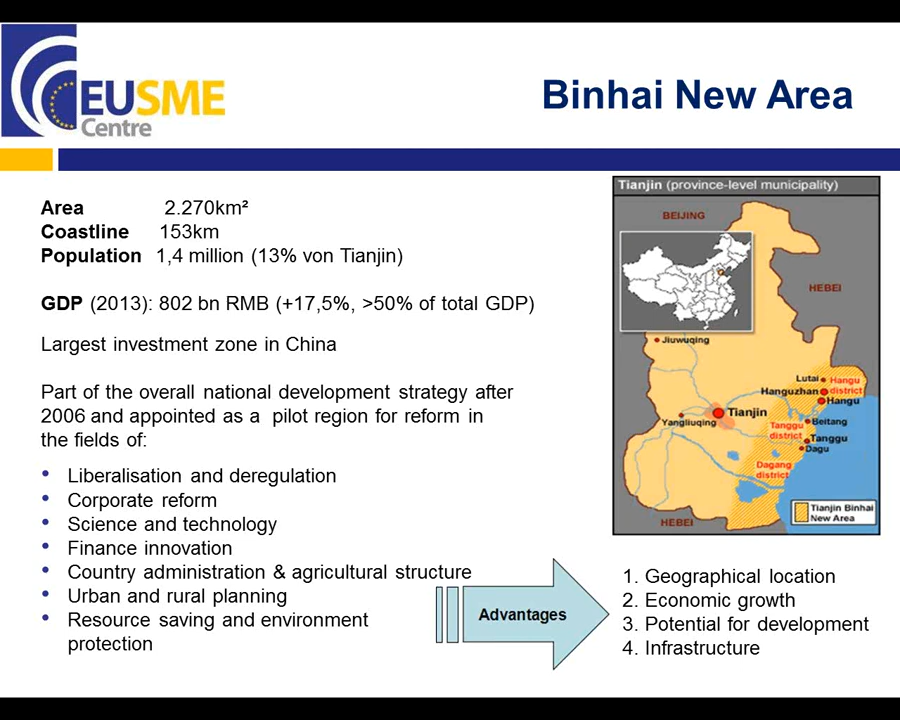 EUSME
Centre
Binhai New Area
Area 2.270km²
Coastline 153km
Population 1,4 million (13% von Tianjin)
GDP (2013): 802 bn RMB (+17,5%, >50% of total GDP)
Largest investment zone in China
Part of the overall national development strategy after
2006 and appointed as a pilot region for reform in
the fields of:
• Liberalisation and deregulation
• Corporate reform
• Science and technology
• Finance innovation
• Country administration & agricultural structure
• Urban and rural planning
• Resource saving and environment
protection
Tianjin (province-level municipality)
BEIJING
HEBEI
Jiuwuqing
Lutai
Hangu
district
Hanguzhan
Hangu
Tianjin
Yangliuqing
Beitang
Tanggu
district
Tanggu
Dagu
Dagang
district
Tianjin Binhai
New Area
HEBEI
Advantages
1. Geographical location
2. Economic growth
3. Potential for development
4. Infrastructure